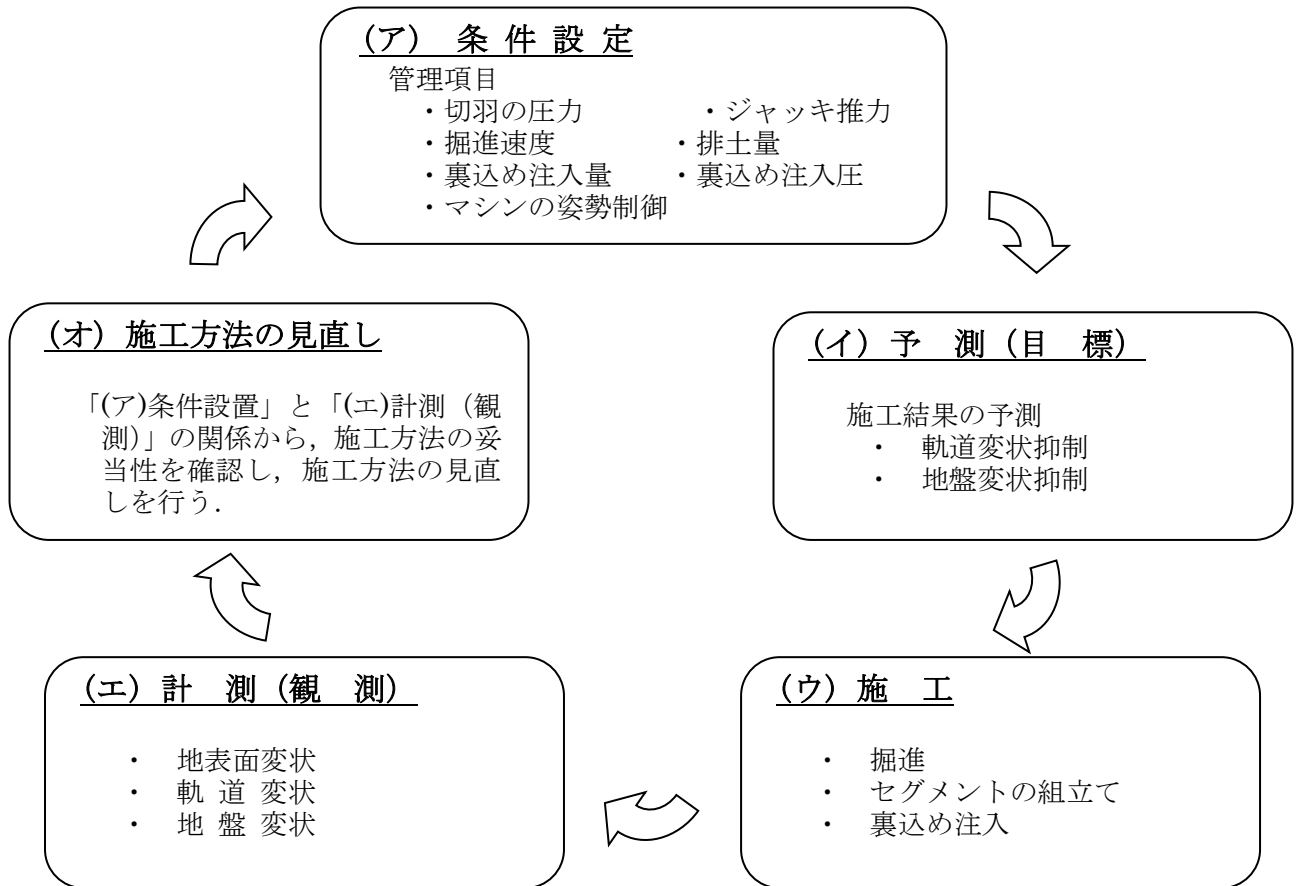 (ア) 条件設定
管理項目
・切羽の圧力 ・ジャッキ推力
・掘進速度 ・排土量
・裏込め注入量 ・裏込め注入圧
・マシンの姿勢制御
(イ) 予 測 (目 標)
施工結果の予測
・ 軌道変状抑制
・ 地盤変状抑制
(ウ) 施 工
・ 掘進
・ セグメントの組立て
・ 裏込め注入
(エ) 計 測 (観 測)
・ 地表面変状
・ 軌 道 変状
・ 地 盤 変状
(オ) 施工方法の見直し
「(ア)条件設置」と「(エ)計測（観
測）」の関係から，施工方法の妥
当性を確認し，施工方法の見直
しを行う．